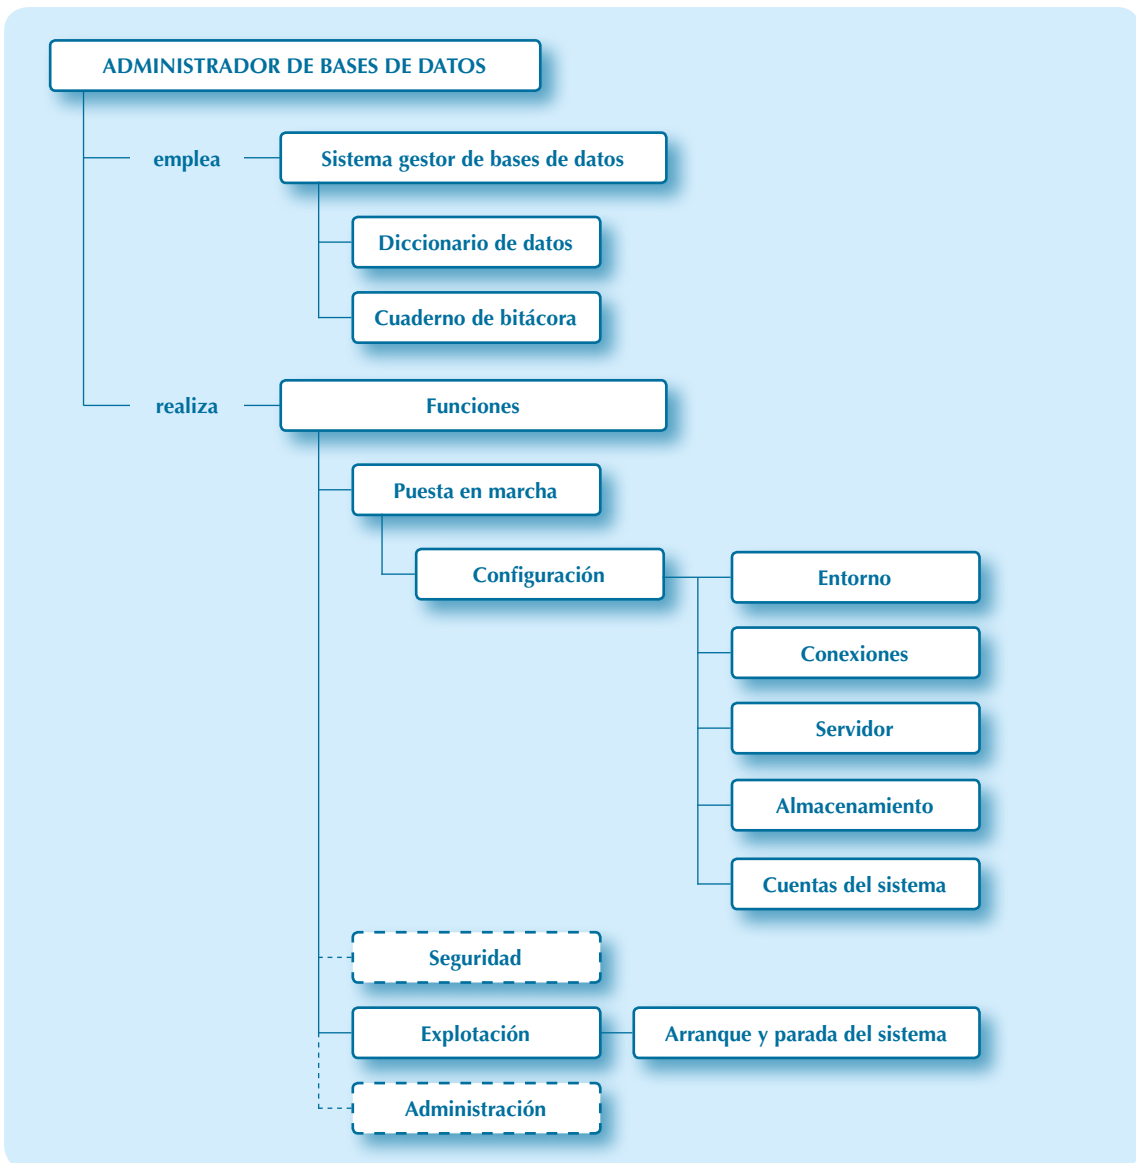 ADMINISTRADOR DE BASES DE DATOS
emplea
Sistema gestor de bases de datos
Diccionario de datos
Cuaderno de bitácora
realiza
Funciones
Puesta en marcha
Configuración
Entorno
Conexiones
Servidor
Almacenamiento
Cuentas del sistema
Seguridad
Explotación
Arranque y parada del sistema
Administración